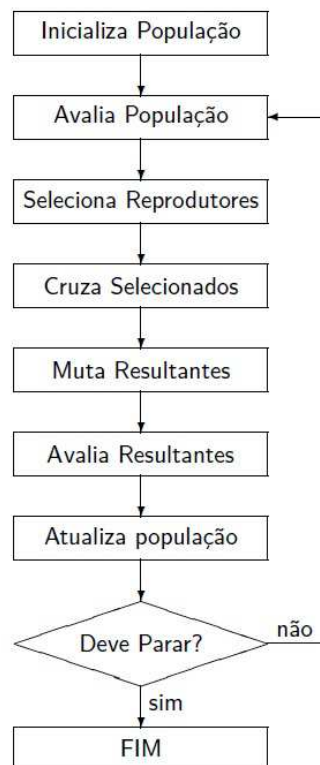 Inicializa População
Avalia População
Seleciona Reprodutores
Cruza Selecionados
Muta Resultantes
Avalia Resultantes
Atualiza população
Deve Parar?
não
sim
FIM